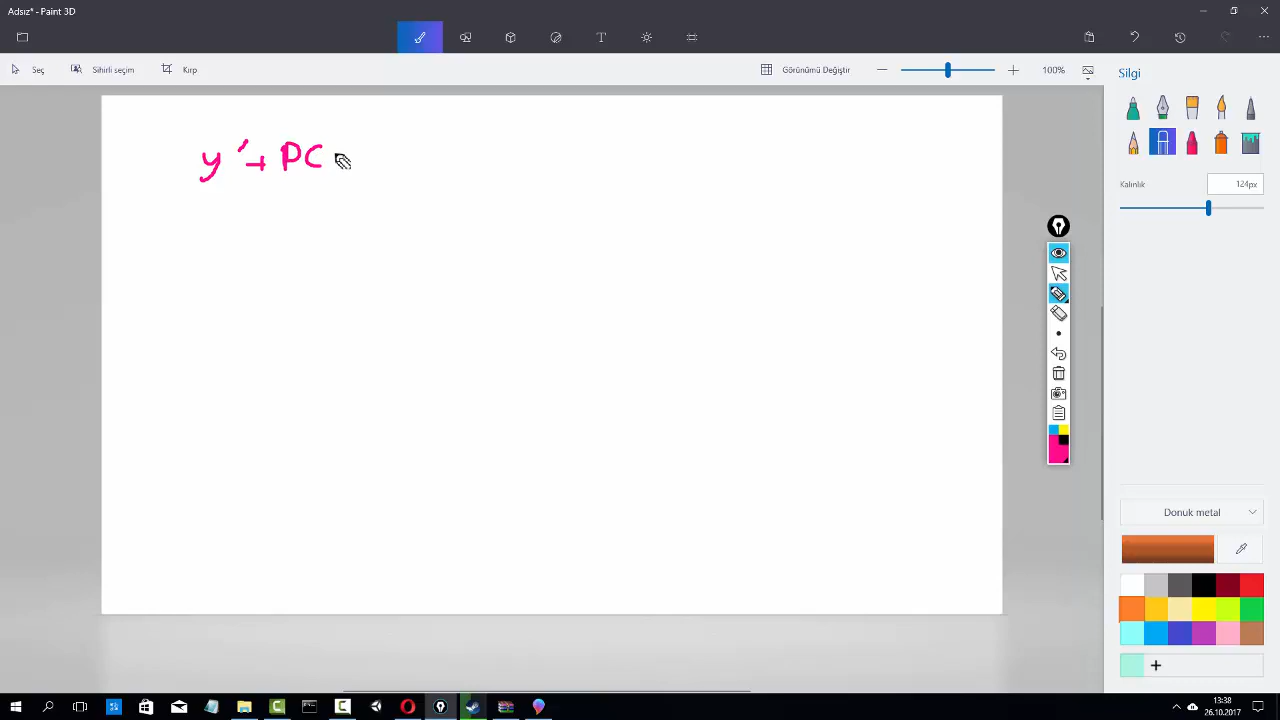 Adsız* - Paint 3D
Seç
Sihirli seçim
Kırp
Görünümü Değiştir
100%
Silgi
y'+ PC
Kalınlık
124px
Donuk metal
13:38
26.10.2017